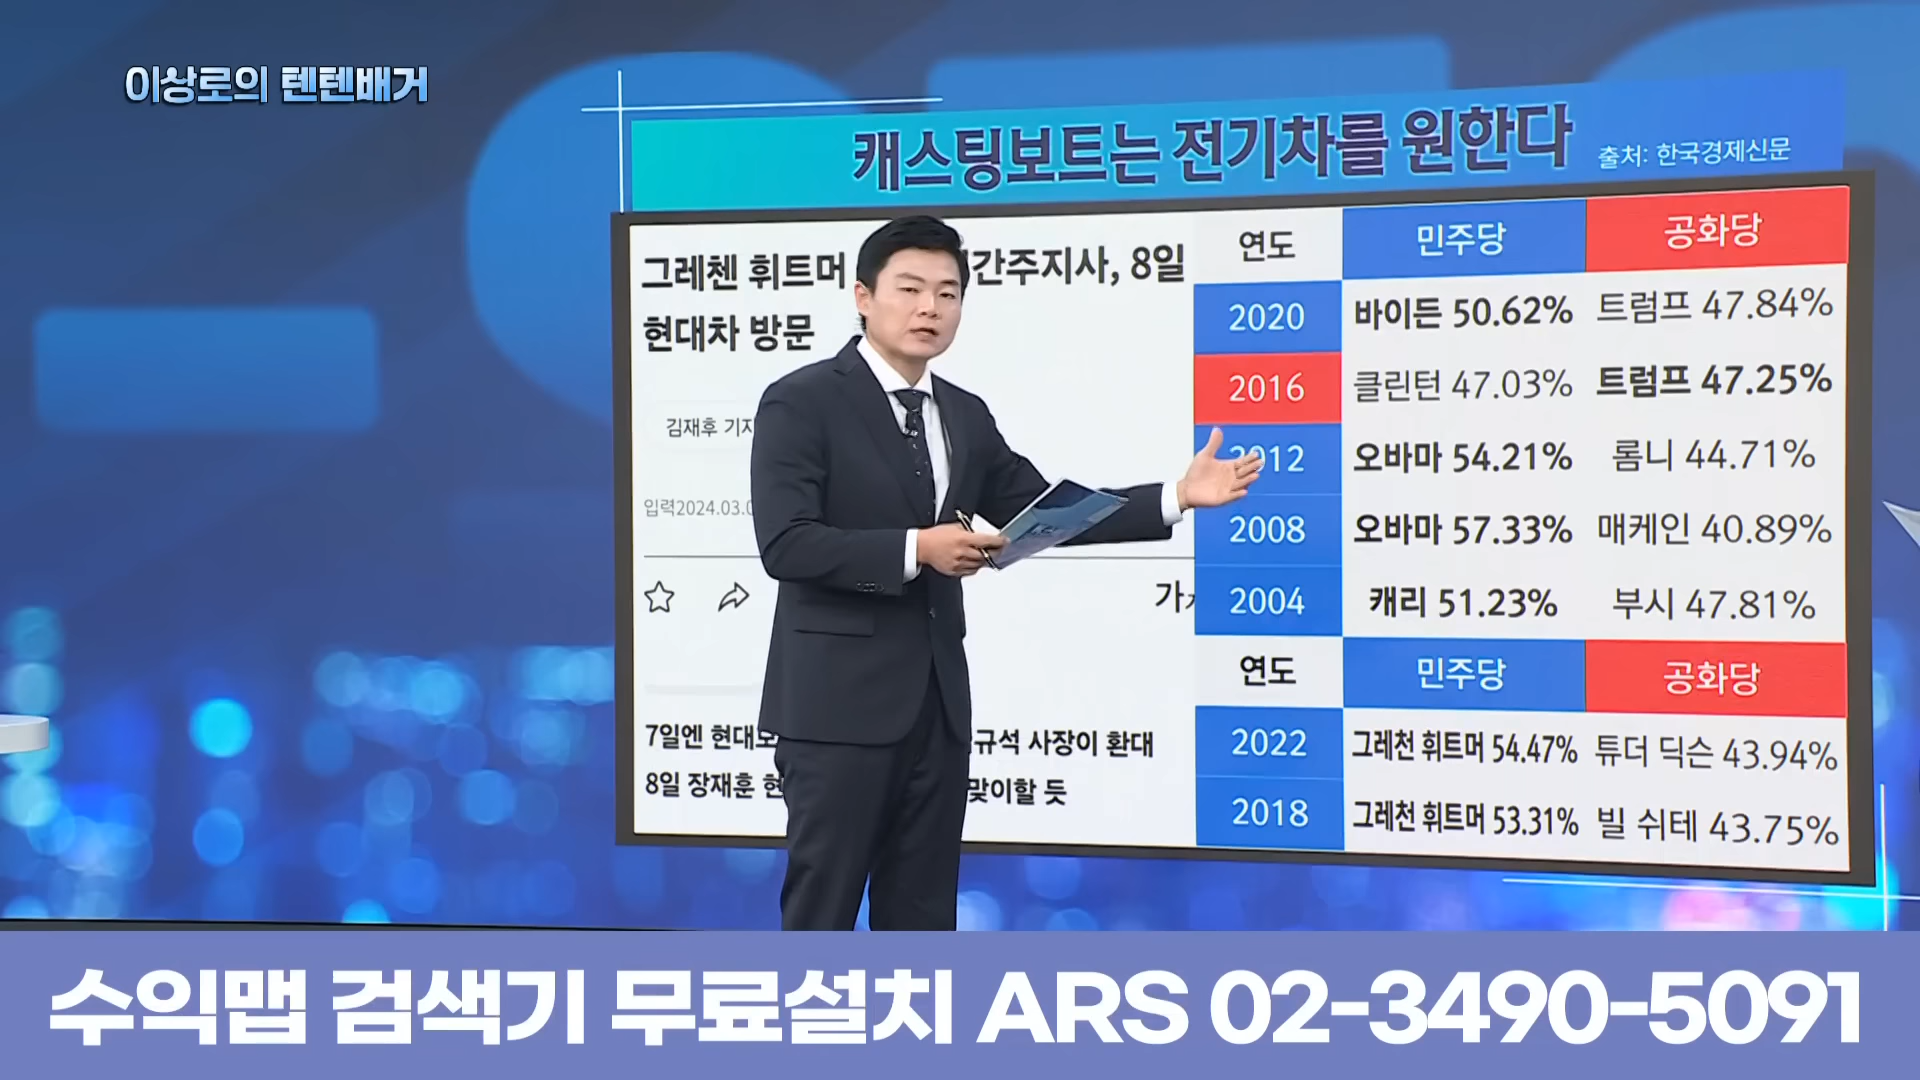 이상로의 텐텐배거
캐스팅보트는 전기차를 원한다
출처: 한국경제신문
그레첸 휘트머 간주지사, 8일
현대차 방문
김재후 기자
입력2024.03.0
가
7일엔 현대모 규석 사장이 환대
8일 장재훈 현 맞이할 듯
연도 민주당 공화당
2020 바이든 50.62% 트럼프 47.84%
2016 클린턴 47.03% 트럼프 47.25%
2012 오바마 54.21% 롬니 44.71%
2008 오바마 57.33% 매케인 40.89%
2004 캐리 51.23% 부시 47.81%
연도 민주당 공화당
2022 그레천 휘트머 54.47% 튜더 딕슨 43.94%
2018 그레천 휘트머 53.31% 빌 쉬테 43.75%
수익맵 검색기 무료설치 ARS 02-3490-5091